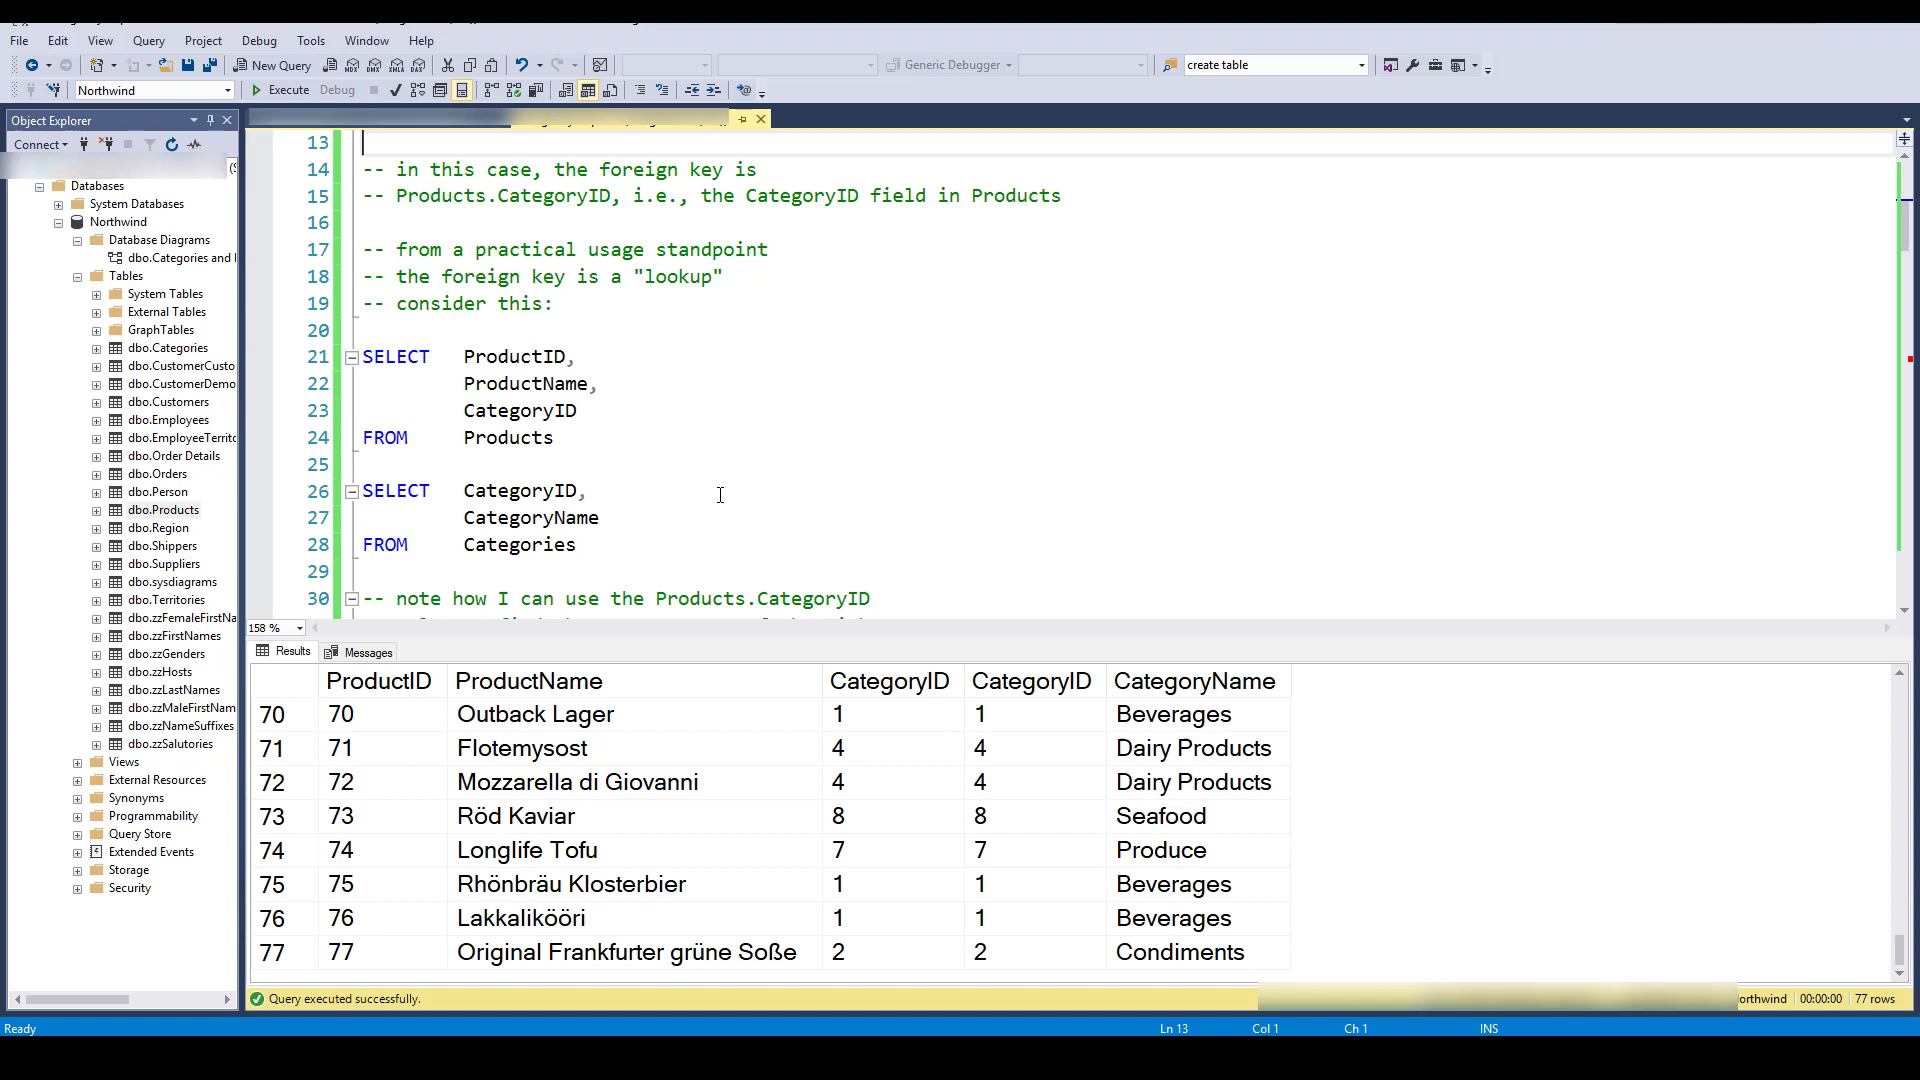 File Edit View Query Project Debug Tools Window Help
New Query MDX DMX XMLA DAX Generic Debugger create table
Northwind Execute Debug
Object Explorer
Connect
Databases
System Databases
Northwind
Database Diagrams
dbo.Categories and
Tables
System Tables
External Tables
GraphTables
dbo.Categories
dbo.CustomerCusto
dbo.CustomerDemo
dbo.Customers
dbo.Employees
dbo.EmployeeTerrito
dbo.Order Details
dbo.Orders
dbo.Person
dbo.Products
dbo.Region
dbo.Shippers
dbo.Suppliers
dbo.sysdiagrams
dbo.Territories
dbo.zzFemaleFirstNa
dbo.zzFirstNames
dbo.zzGenders
dbo.zzHosts
dbo.zzLastNames
dbo.zzMaleFirstNam
dbo.zzNameSuffixes
dbo.zzSalutories
Views
External Resources
Synonyms
Programmability
Query Store
Extended Events
Storage
Security
13
14 -- in this case, the foreign key is
15 -- Products.CategoryID, i.e., the CategoryID field in Products
16
17 -- from a practical usage standpoint
18 -- the foreign key is a "lookup"
19 -- consider this:
20
21 SELECT ProductID,
22 ProductName,
23 CategoryID
24 FROM Products
25
26 SELECT CategoryID,
27 CategoryName
28 FROM Categories
29
30 -- note how I can use the Products.CategoryID
158 %
Results Messages
ProductID ProductName CategoryID CategoryID CategoryName
70 70 Outback Lager 1 1 Beverages
71 71 Flotemysost 4 4 Dairy Products
72 72 Mozzarella di Giovanni 4 4 Dairy Products
73 73 Röd Kaviar 8 8 Seafood
74 74 Longlife Tofu 7 7 Produce
75 75 Rhönbräu Klosterbier 1 1 Beverages
76 76 Lakkalikööri 1 1 Beverages
77 77 Original Frankfurter grüne Soße 2 2 Condiments
Query executed successfully. orthwind 00:00:00 77 rows
Ready Ln 13 Col 1 Ch 1 INS